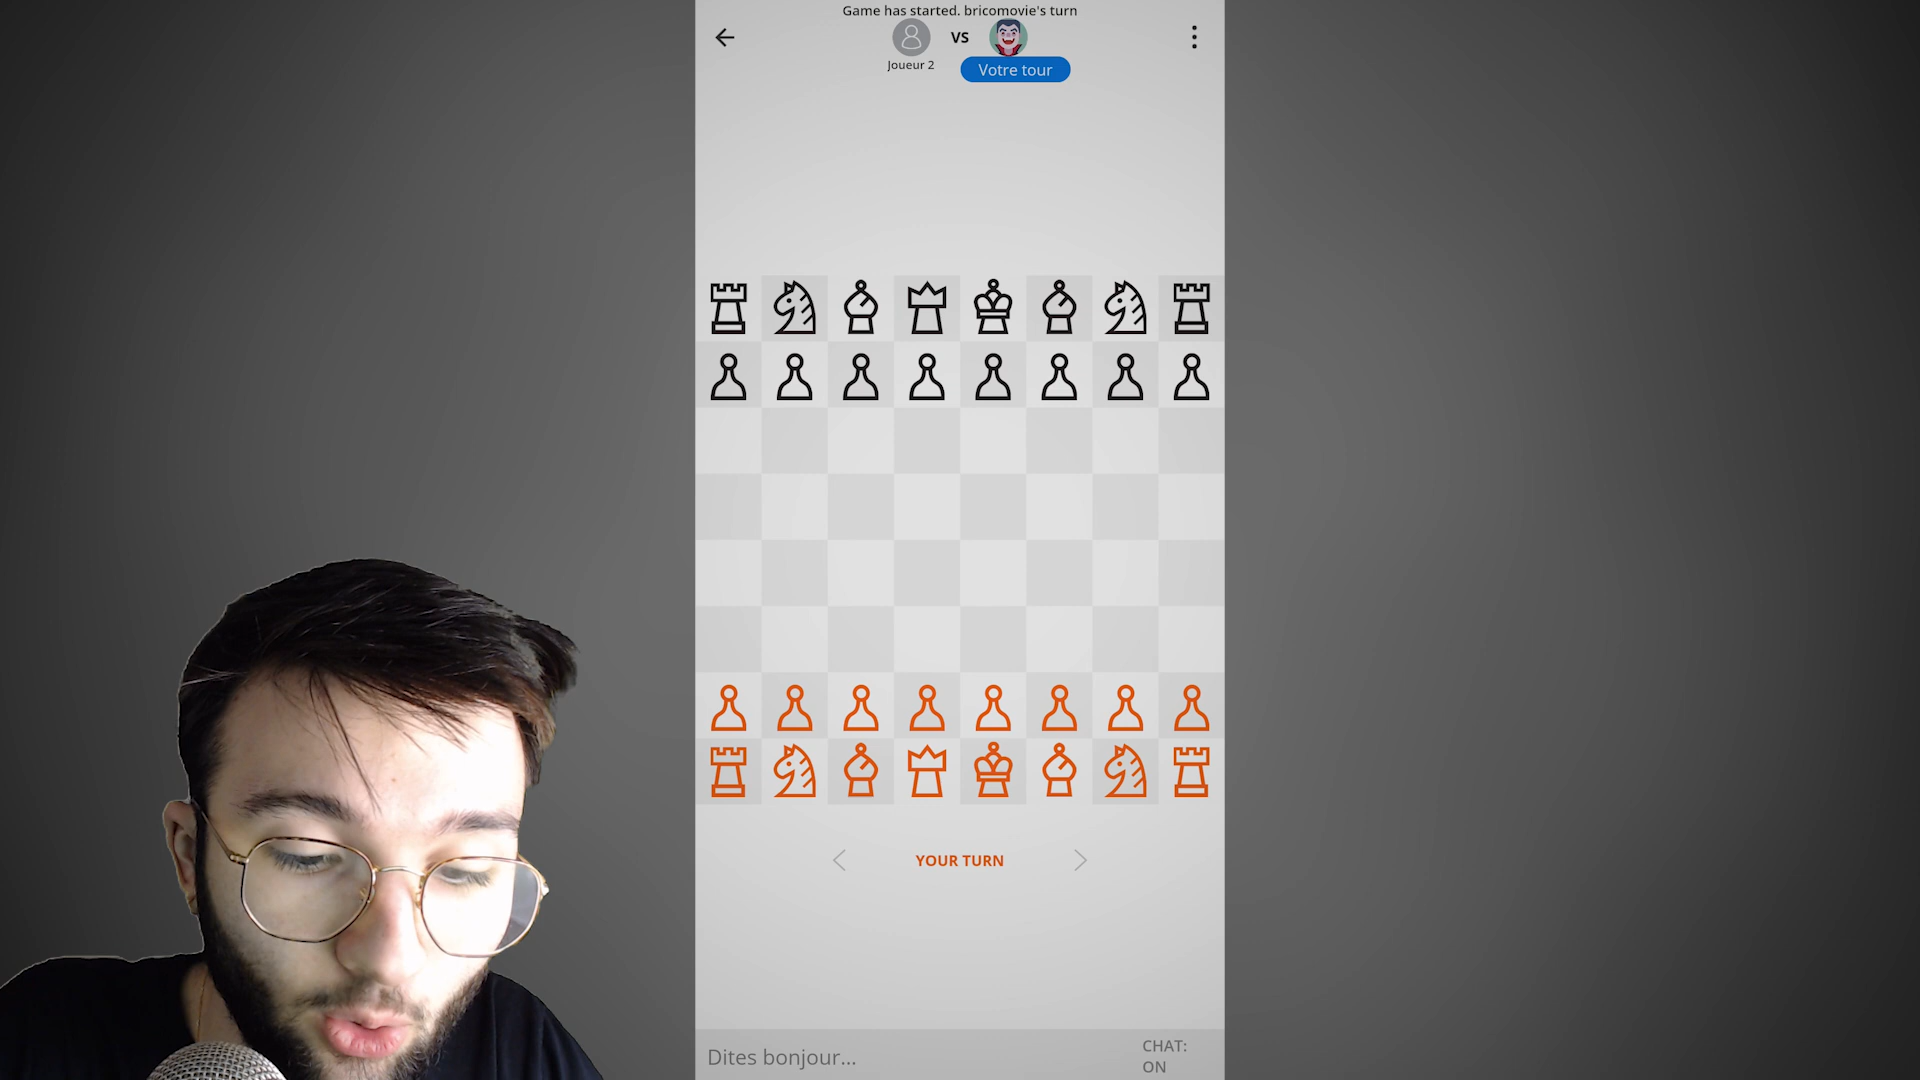 Game has started. bricomovie's turn
VS
Joueur 2
Votre tour
YOUR TURN
Dites bonjour...
CHAT:
ON